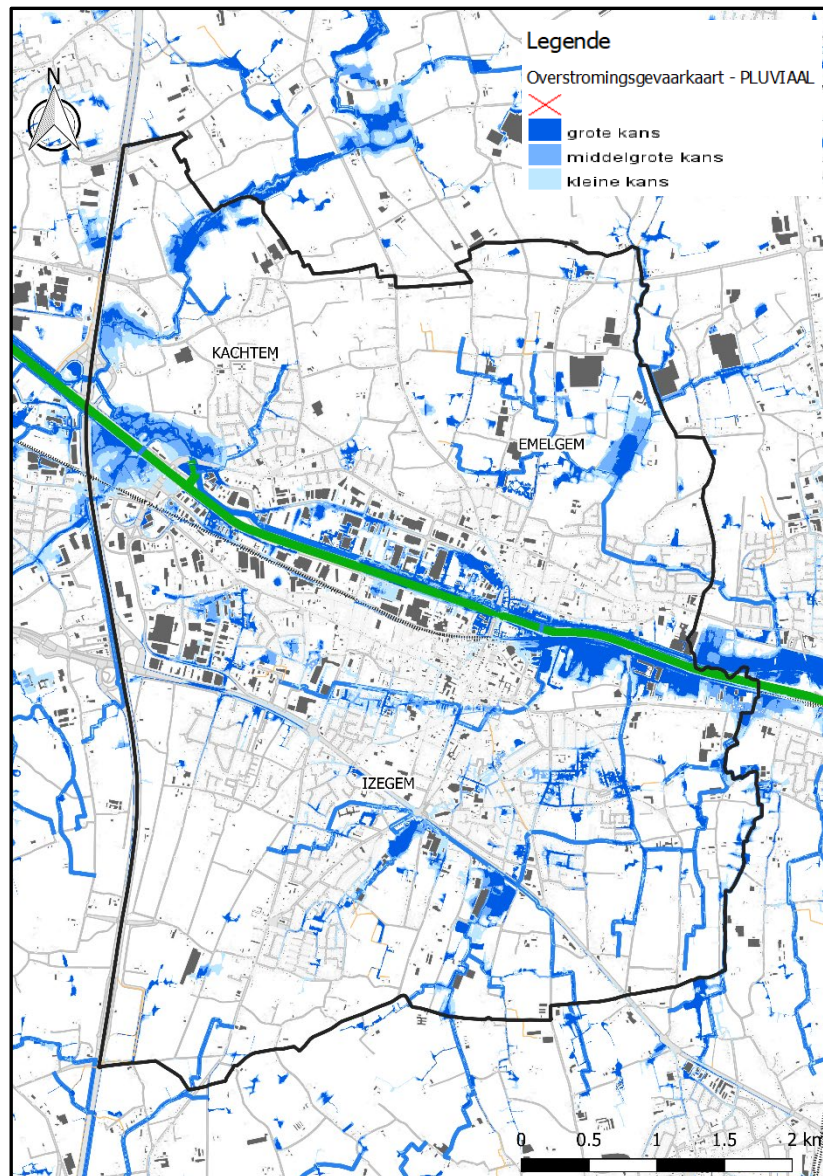 Legende
Overstromingsgevaarkaart - PLUVIAAL
grote kans
middelgrote kans
kleine kans
N
KACHTEM
EMELGEM
IZEGEM
0 0.5 1 1.5 2 km